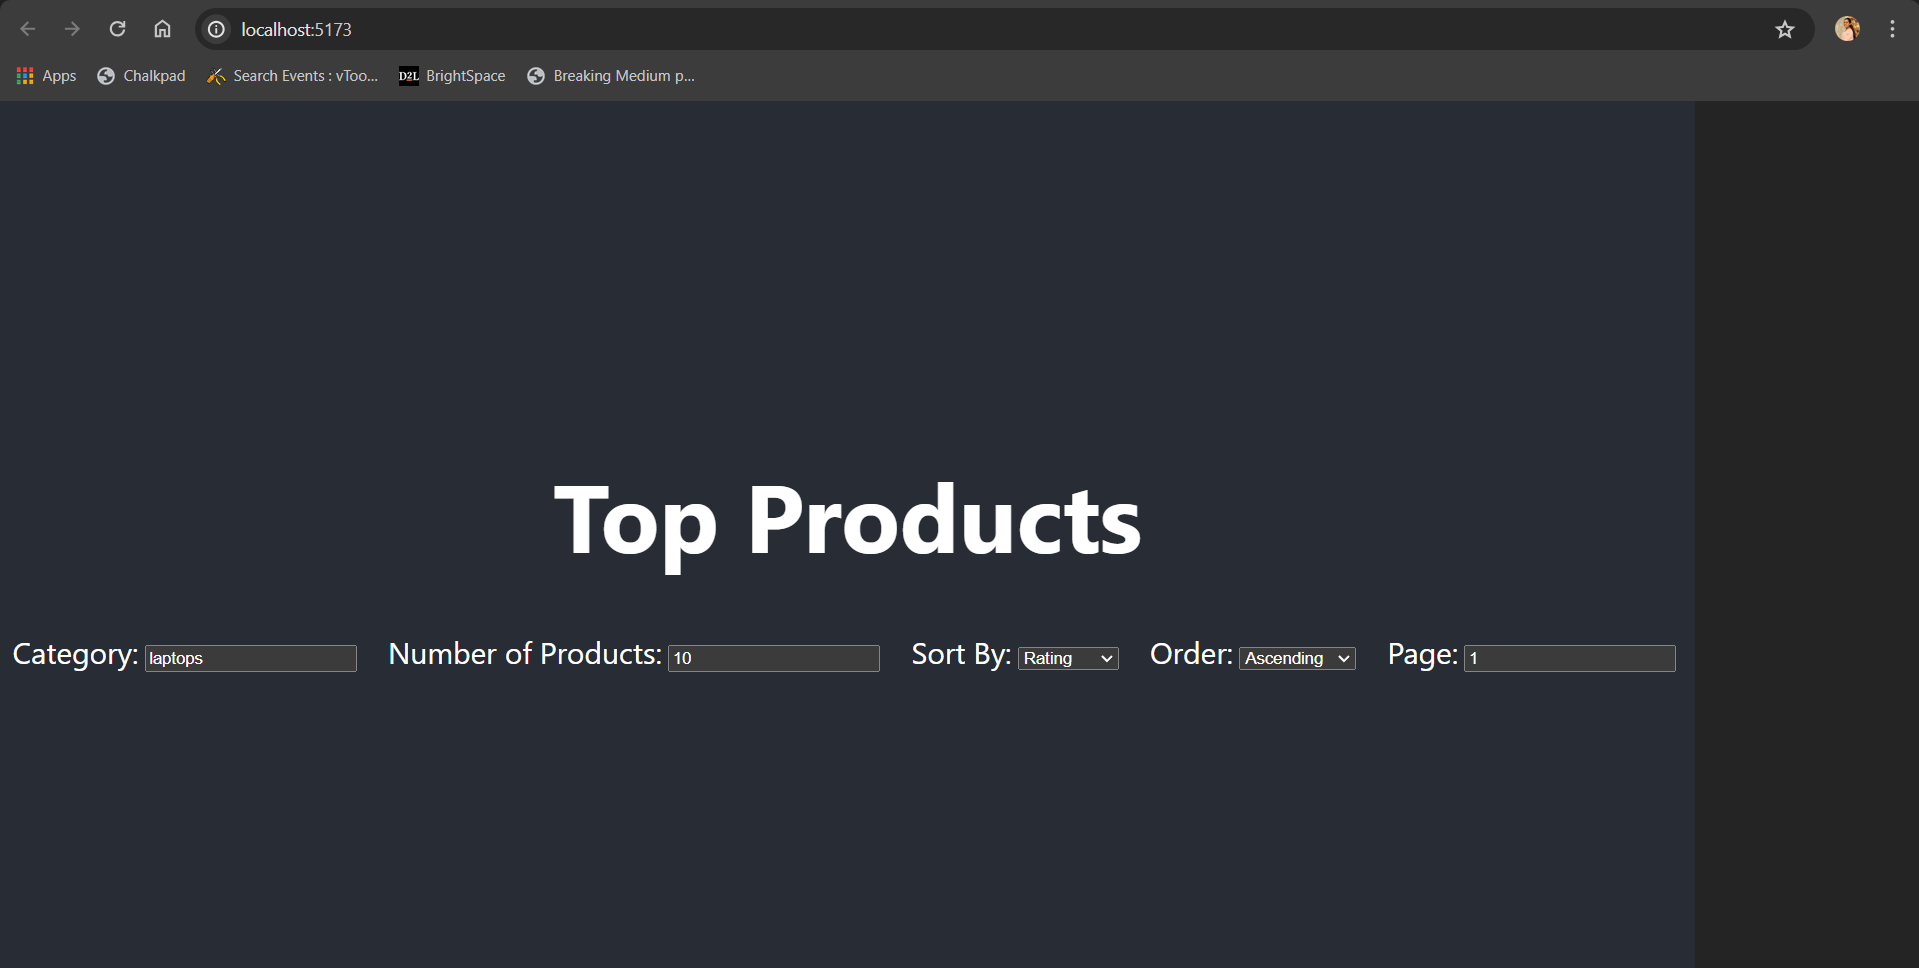 localhost:5173
Apps Chalkpad Search Events : vToo... D2L BrightSpace Breaking Medium p...
Top Products
Category: laptops Number of Products: 10 Sort By: Rating Order: Ascending Page: 1